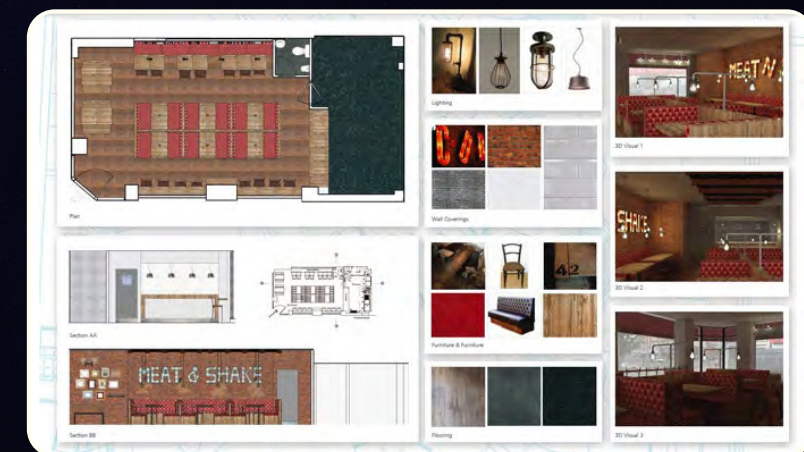 Plan
Section AA
MEAT & SHAKE
Section BB
Lighting
Wall Coverings
42
Furniture & Furniture
Flooring
MEAT N
3D Visual 1
SHAKE
3D Visual 2
3D Visual 3